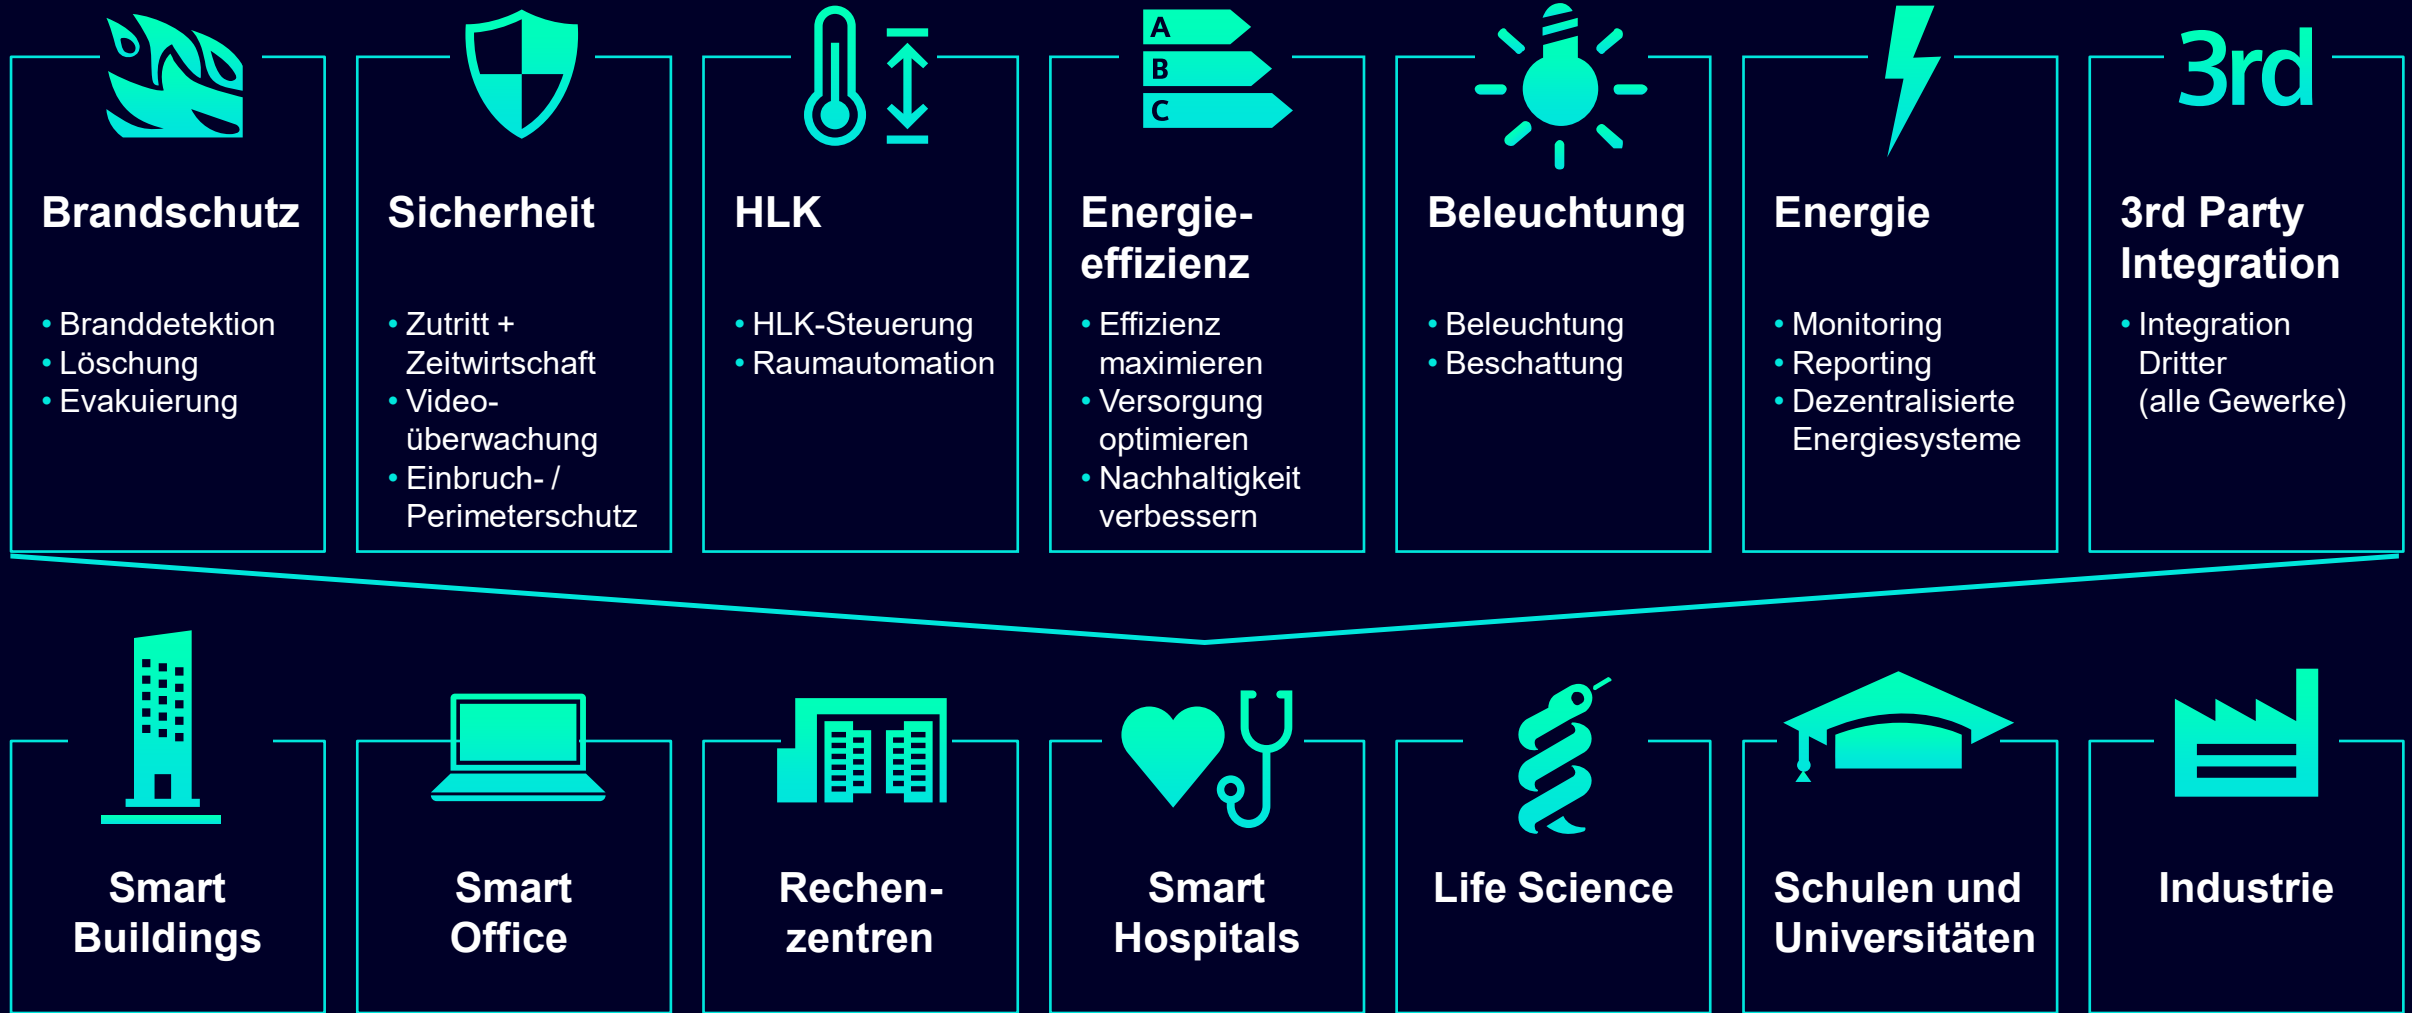 Brandschutz
• Branddetektion
• Löschung
• Evakuierung
Sicherheit
• Zutritt +
Zeitwirtschaft
• Video-
überwachung
• Einbruch- /
Perimeterschutz
HLK
• HLK-Steuerung
• Raumautomation
A
B
C
Energie-
effizienz
• Effizienz
maximieren
• Versorgung
optimieren
• Nachhaltigkeit
verbessern
Beleuchtung
• Beleuchtung
• Beschattung
Energie
• Monitoring
• Reporting
• Dezentralisierte
Energiesysteme
3rd
3rd Party
Integration
• Integration
Dritter
(alle Gewerke)
Smart
Buildings
Smart
Office
Rechen-
zentren
Smart
Hospitals
Life Science
Schulen und
Universitäten
Industrie